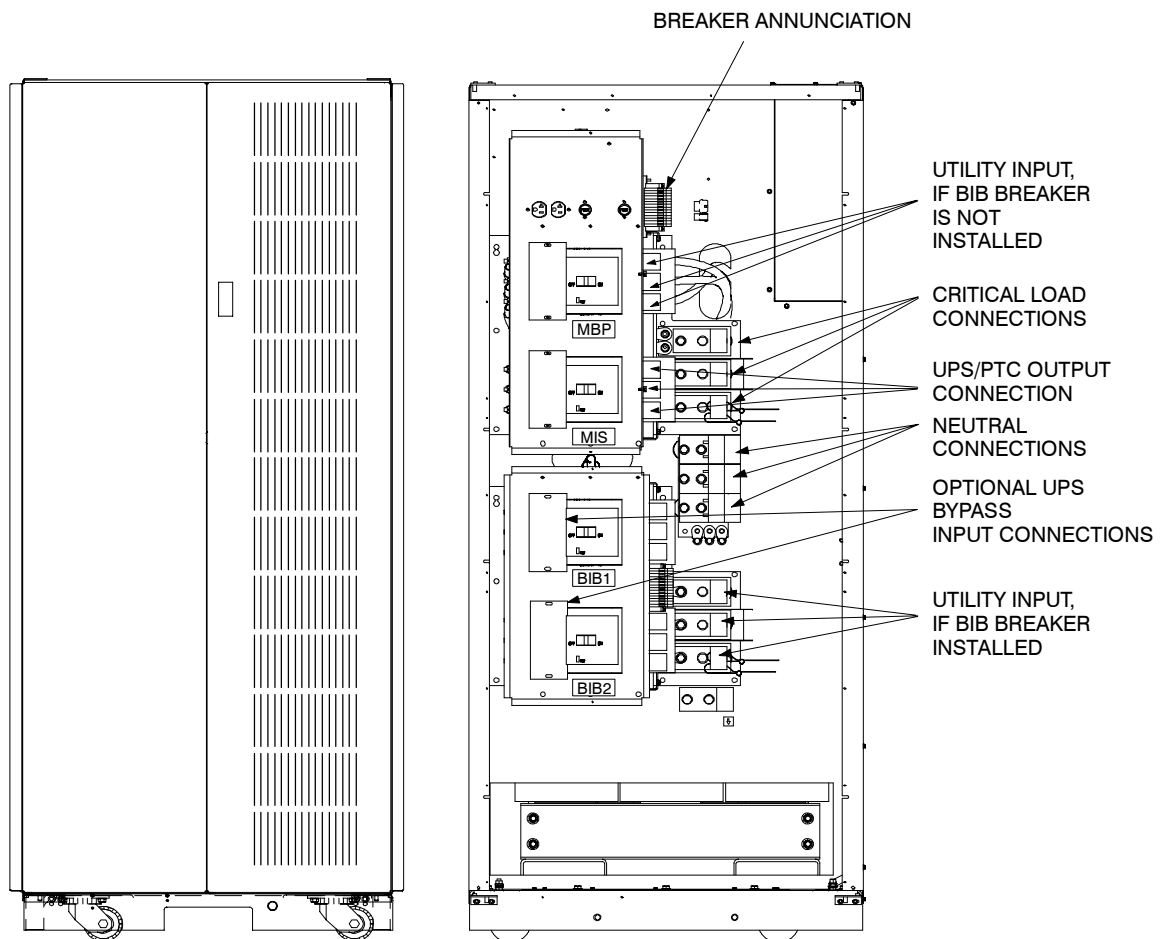 BREAKER ANNUNCIATION
UTILITY INPUT,
IF BIB BREAKER
IS NOT
INSTALLED
CRITICAL LOAD
CONNECTIONS
MBP
UPS/PTC OUTPUT
CONNECTION
MIS
NEUTRAL
CONNECTIONS
OPTIONAL UPS
BYPASS
INPUT CONNECTIONS
BIB1
UTILITY INPUT,
IF BIB BREAKER
INSTALLED
BIB2